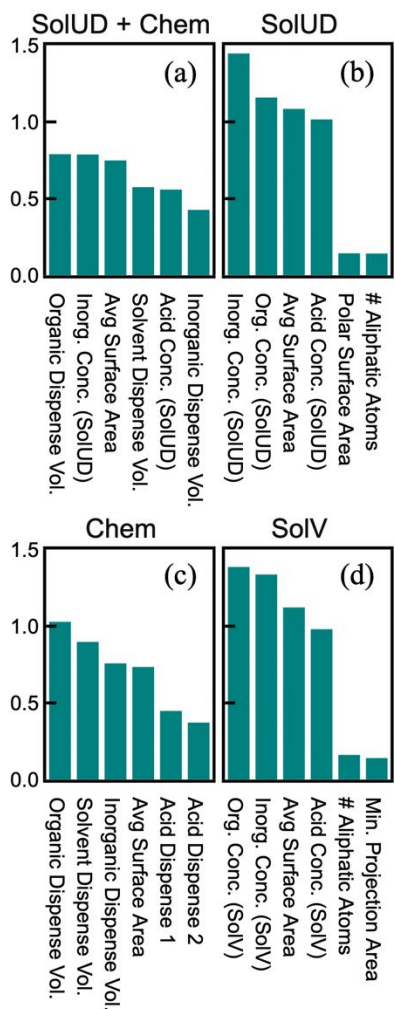 SolUD + Chem
SolUD
(a)
(b)
1.5
1.0
0.5
0.0
Organic Dispense Vol.
Inorg. Conc. (SolUD)
Avg Surface Area
Solvent Dispense Vol.
Acid Conc. (SolUD)
Inorganic Dispense Vol.
Inorg. Conc. (SolUD)
Org. Conc. (SolUD)
Avg Surface Area
Acid Conc. (SolUD)
Polar Surface Area
# Aliphatic Atoms
Chem
SolV
(c)
(d)
1.5
1.0
0.5
0.0
Organic Dispense Vol.
Solvent Dispense Vol.
Inorganic Dispense Vol.
Avg Surface Area
Acid Dispense 1
Acid Dispense 2
Org. Conc. (SolV)
Inorg. Conc. (SolV)
Avg Surface Area
Acid Conc. (SolV)
# Aliphatic Atoms
Min. Projection Area